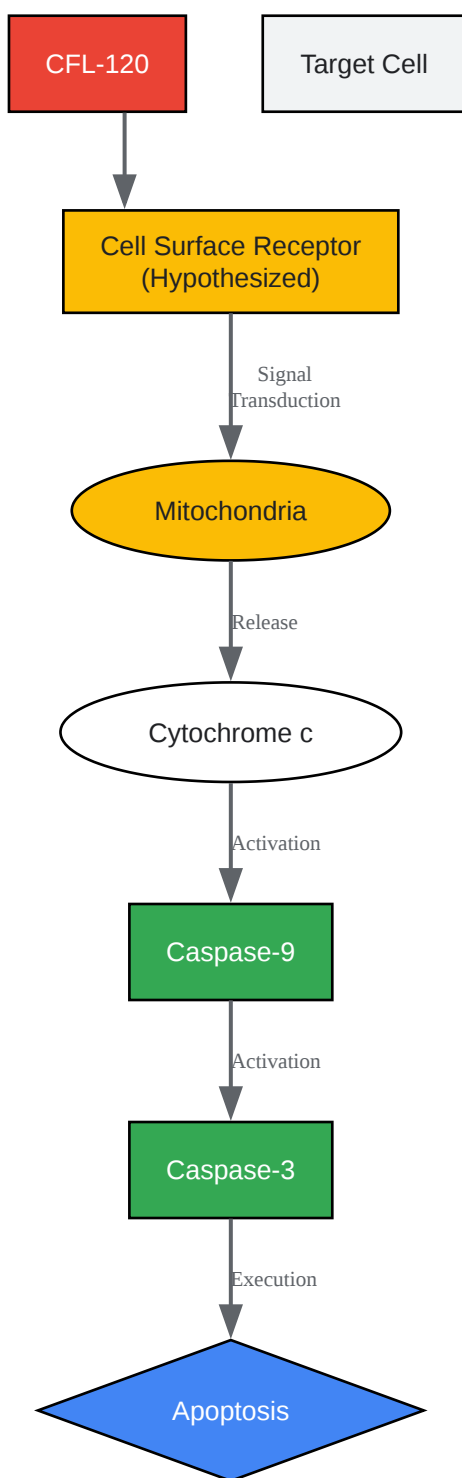 CFL-120
Target Cell
Cell Surface Receptor
(Hypothesized)
Signal
Transduction
Mitochondria
Release
Cytochrome c
Activation
Caspase-9
Activation
Caspase-3
Execution
Apoptosis